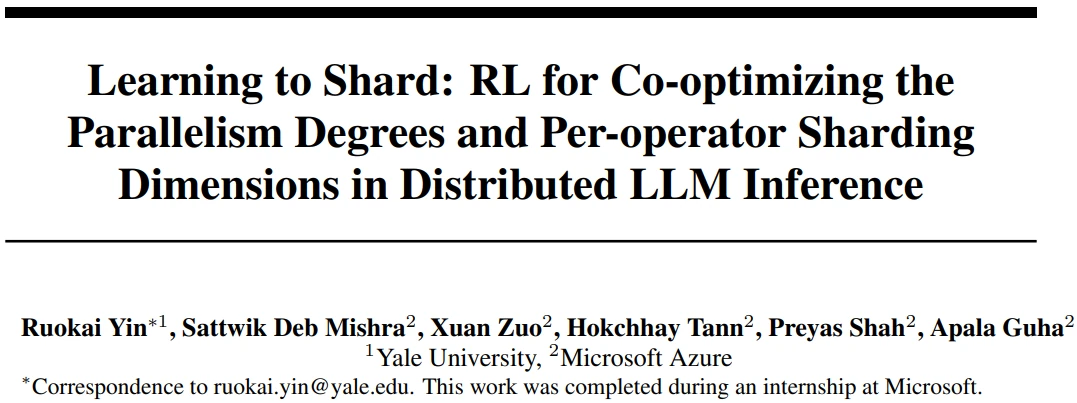 Learning to Shard: RL for Co-optimizing the
Parallelism Degrees and Per-operator Sharding
Dimensions in Distributed LLM Inference
Ruokai Yin*1, Sattwik Deb Mishra2, Xuan Zuo2, Hokchhay Tann2, Preyas Shah2, Apala Guha2
1Yale University, 2Microsoft Azure
*Correspondence to ruokai.yin@yale.edu. This work was completed during an internship at Microsoft.